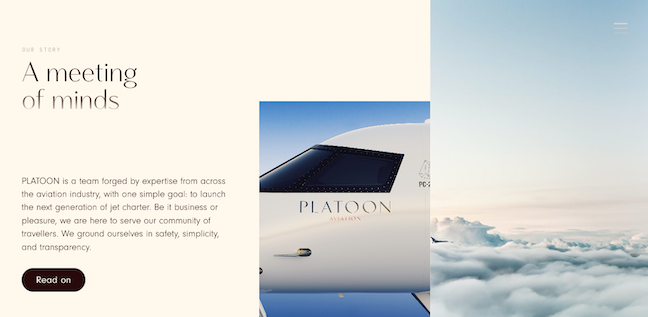 OUR STORY
A meeting
of minds
PLATOON is a team forged by expertise from across
the aviation industry, with one simple goal: to launch
the next generation of jet charter. Be it business or
pleasure, we are here to serve our community of
travellers. We ground ourselves in safety, simplicity,
and transparency.
Read on
PLATOON
AVIATION
PC-2